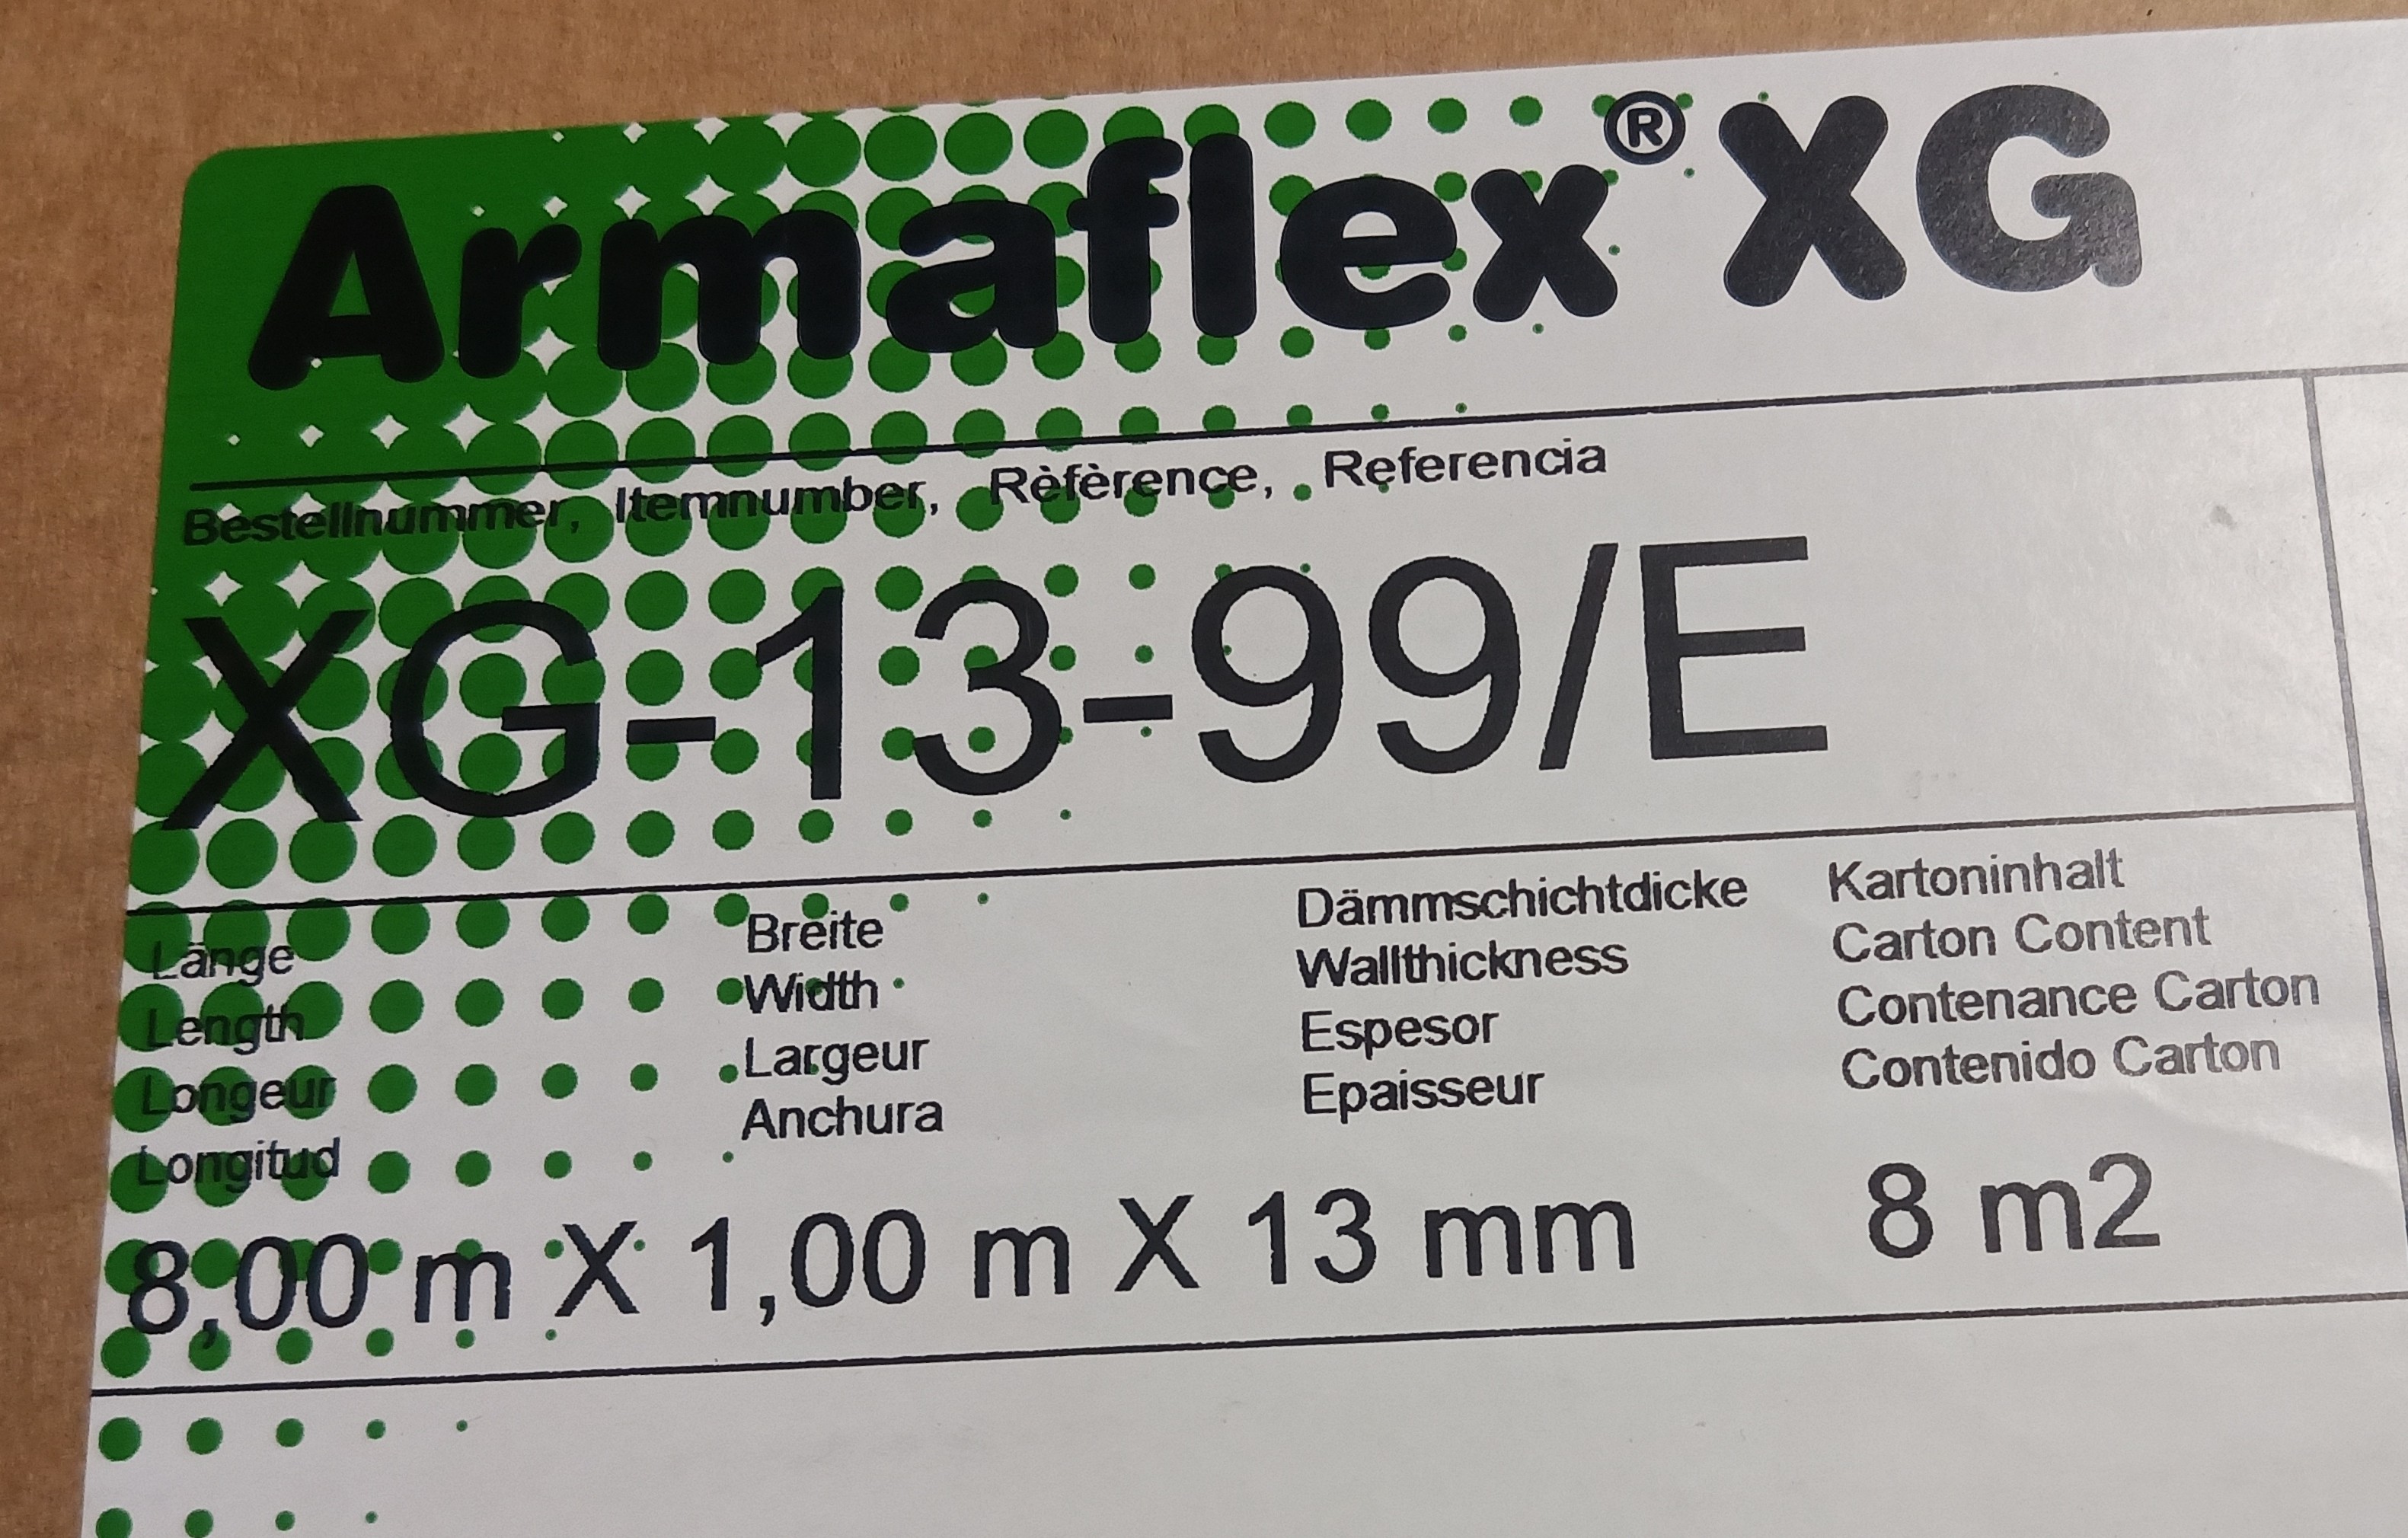 Armaflex® XG
Bestellnummer, Itemnumber, Rèfèrence, Referencia
XG-13-99/E
Länge
Length
Longeur
Longitud
Breite
Width
Largeur
Anchura
Dämmschichtdicke
Wallthickness
Espesor
Epaisseur
Kartoninhalt
Carton Content
Contenance Carton
Contenido Carton
8,00 m X 1,00 m X 13 mm 8 m2